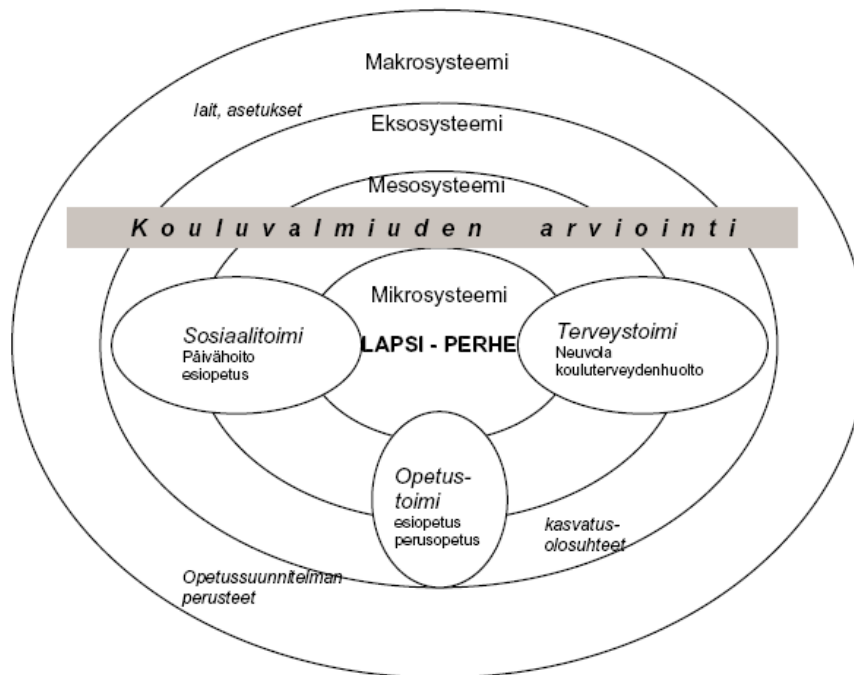 Makrosysteemi
lait, asetukset
Eksosysteemi
Mesosysteemi
Kouluvalmiuden arviointi
Mikrosysteemi
Sosiaalitoimi
Päivähoito
esiopetus
LAPSI - PERHE
Terveystoimi
Neuvola
kouluterveydenhuolto
Opetus-
toimi
esiopetus
perusopetus
kasvatus-
olosuhteet
Opetussuunnitelman
perusteet